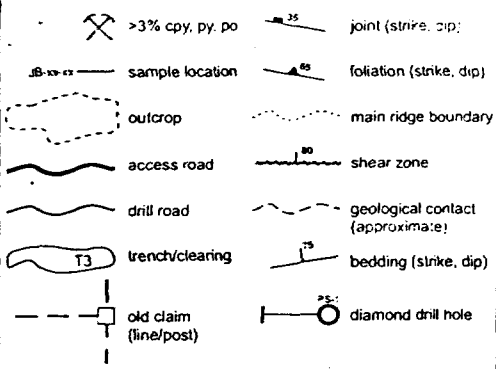 >3% cpy, py, po
sample location
outcrop
access road
drill road
T3
trench/clearing
old claim
(line/post)
35
joint (strike, dip)
65
foliation (strike, dip)
main ridge boundary
80
shear zone
geological contact
(approximate)
75
bedding (strike, dip)
diamond drill hole